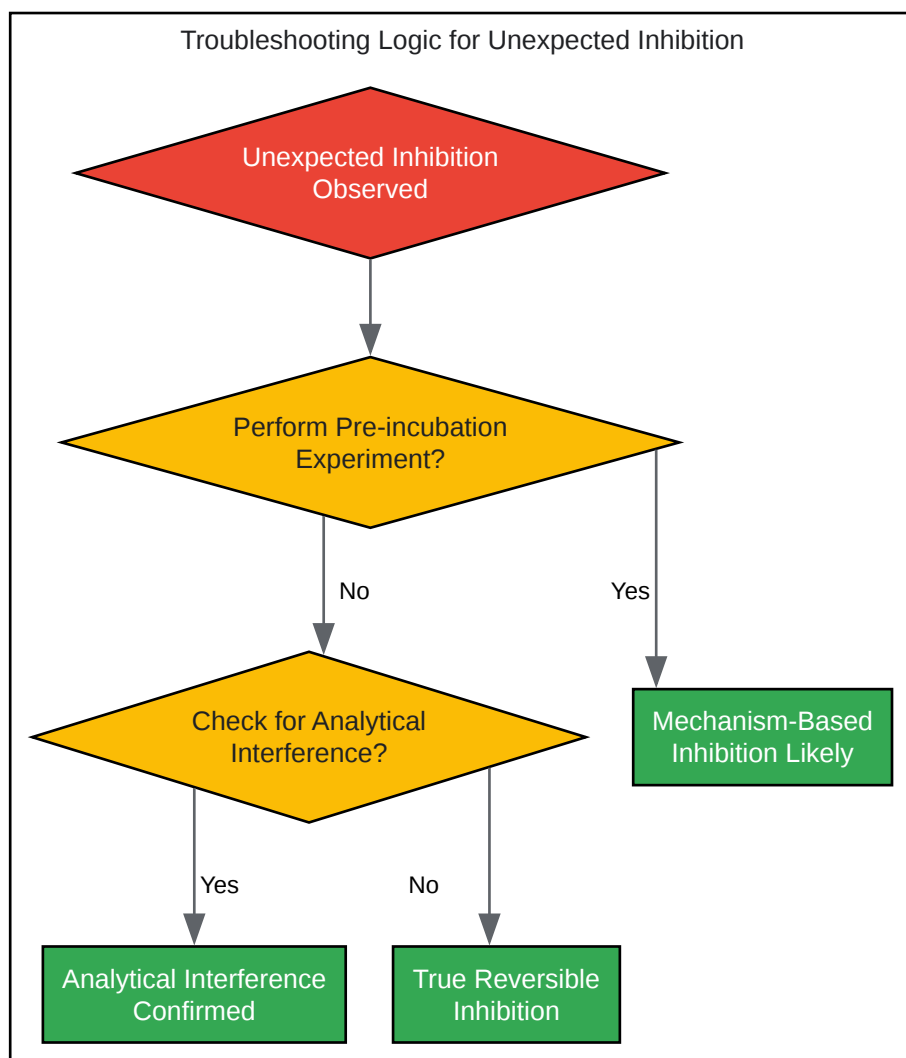 Troubleshooting Logic for Unexpected Inhibition
Unexpected Inhibition
Observed
Perform Pre-incubation
Experiment?
No
Yes
Check for Analytical
Interference?
Mechanism-Based
Inhibition Likely
Yes
No
Analytical Interference
Confirmed
True Reversible
Inhibition